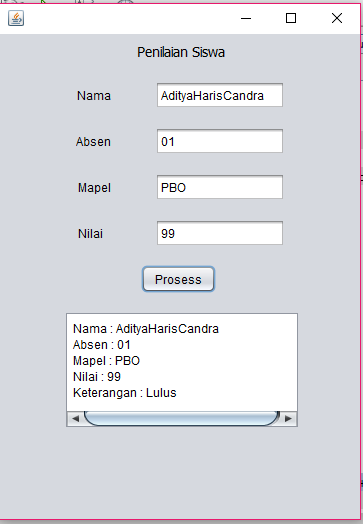 Penilaian Siswa
Nama AdityaHarisCandra
Absen 01
Mapel PBO
Nilai 99
Prosess
Nama : AdityaHarisCandra
Absen : 01
Mapel : PBO
Nilai : 99
Keterangan : Lulus